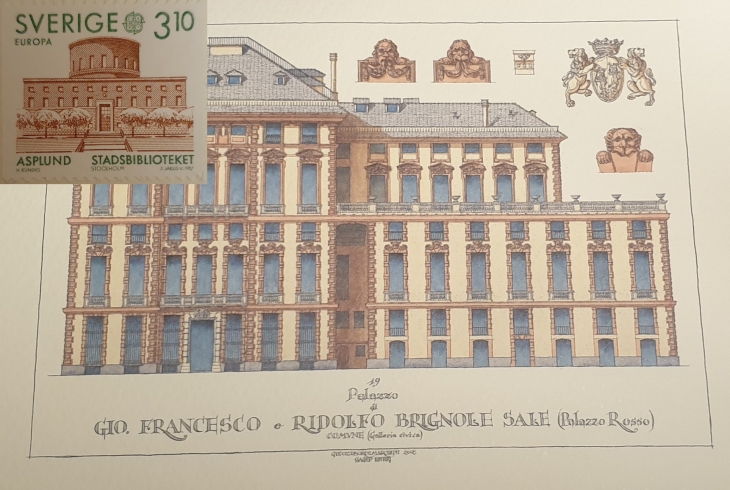 SVERIGE 3.10
EUROPA
ASPLUND STADSBIBLIOTEKET
STOCKHOLM
19
Palazzo
di
GIO. FRANCESCO e RIDOLFO BRIGNOLE SALE (Palazzo Rosso)
COMVNE (Galleria civica)